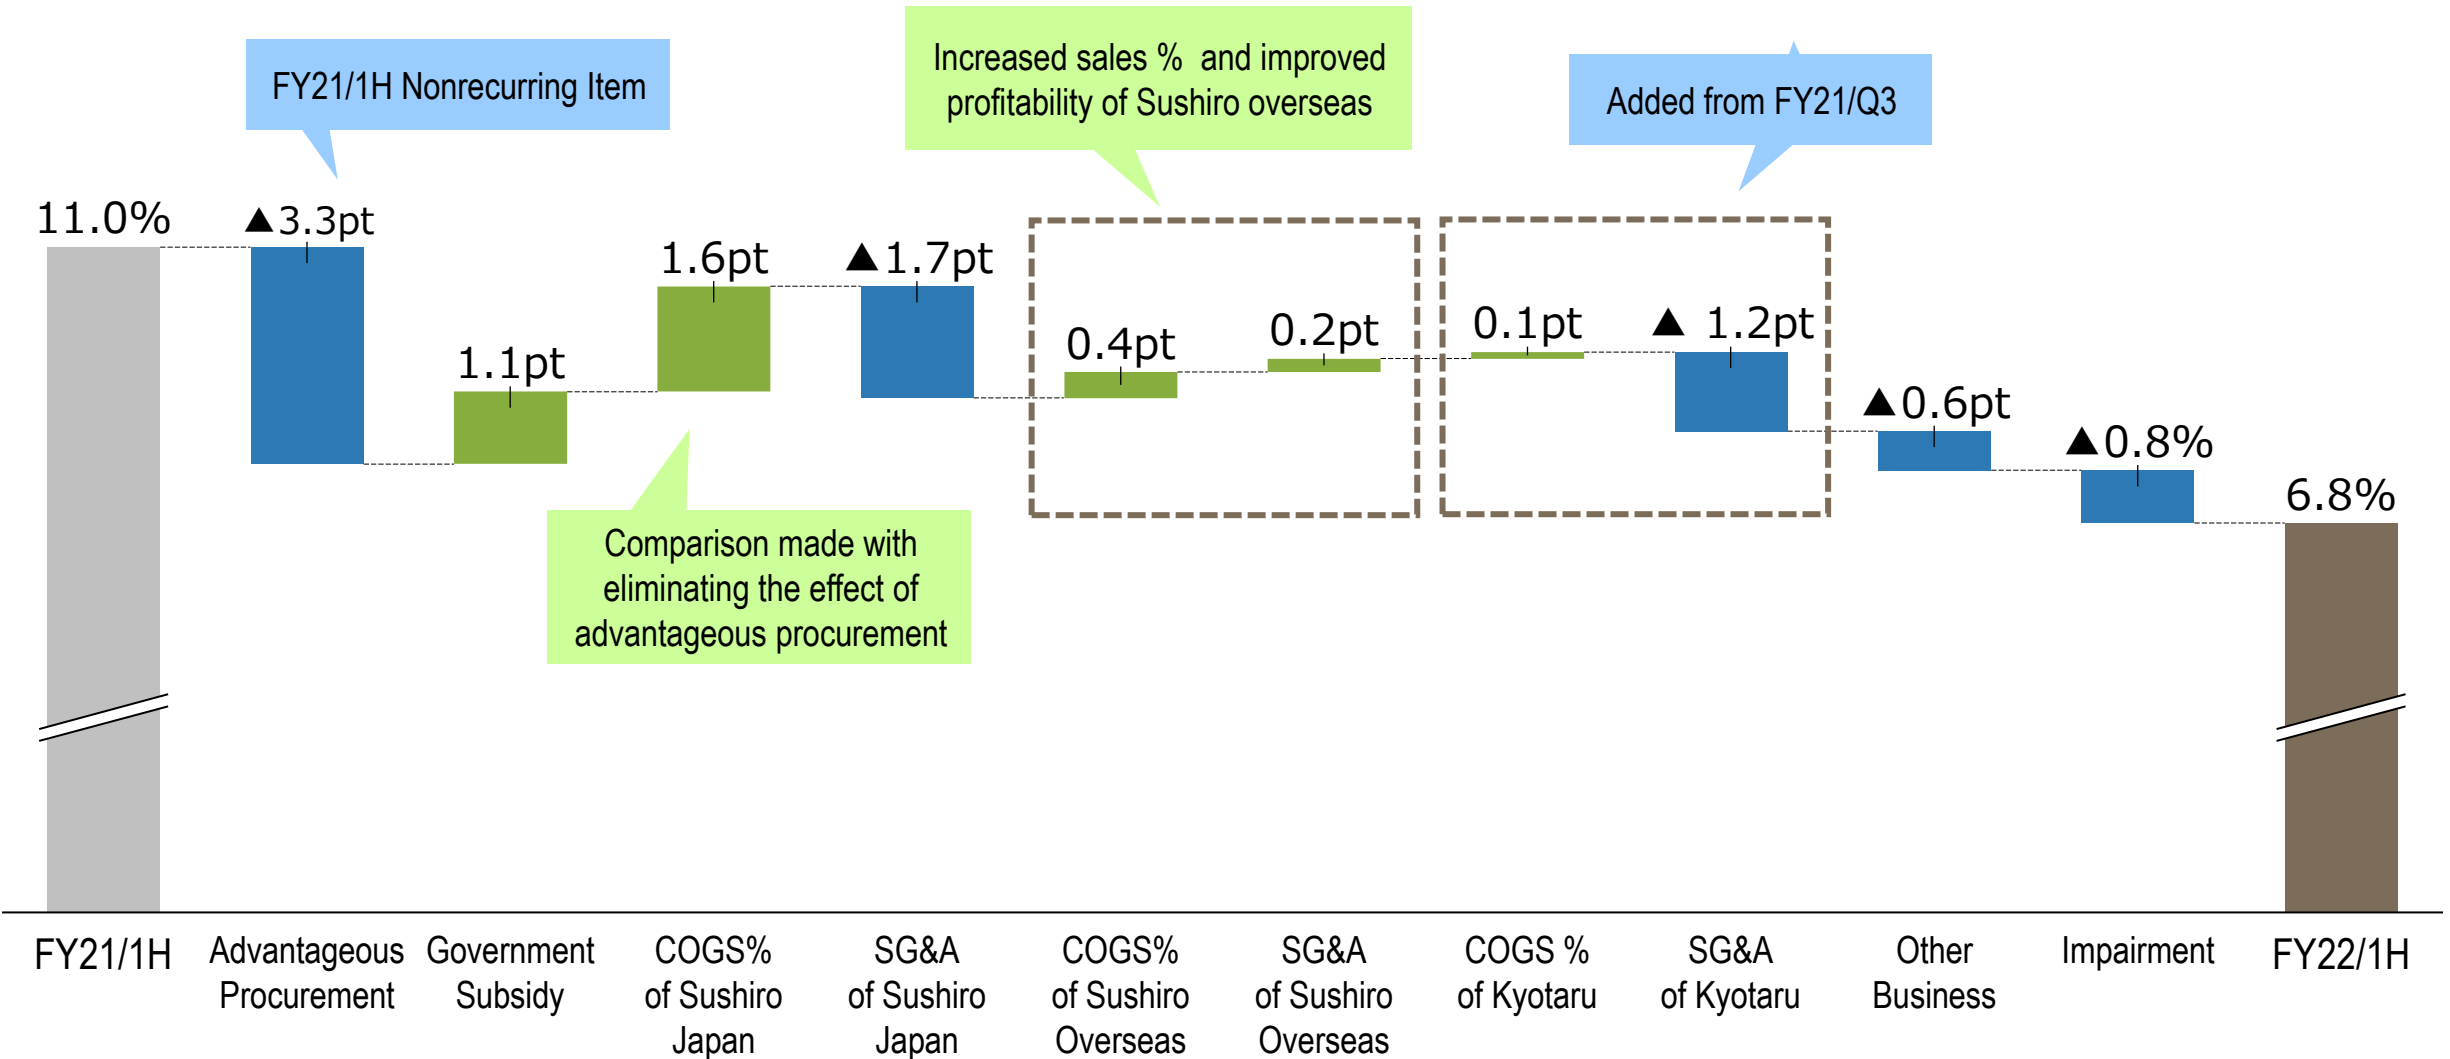 FY21/1H Nonrecurring Item
Increased sales % and improved
profitability of Sushiro overseas
Added from FY21/Q3
11.0%
▲3.3pt
1.1pt
1.6pt
▲1.7pt
0.4pt
0.2pt
0.1pt
▲ 1.2pt
▲0.6pt
▲0.8%
6.8%
Comparison made with
eliminating the effect of
advantageous procurement
FY21/1H
Advantageous
Procurement
Government
Subsidy
COGS%
of Sushiro
Japan
SG&A
of Sushiro
Japan
COGS%
of Sushiro
Overseas
SG&A
of Sushiro
Overseas
COGS %
of Kyotaru
SG&A
of Kyotaru
Other
Business
Impairment
FY22/1H